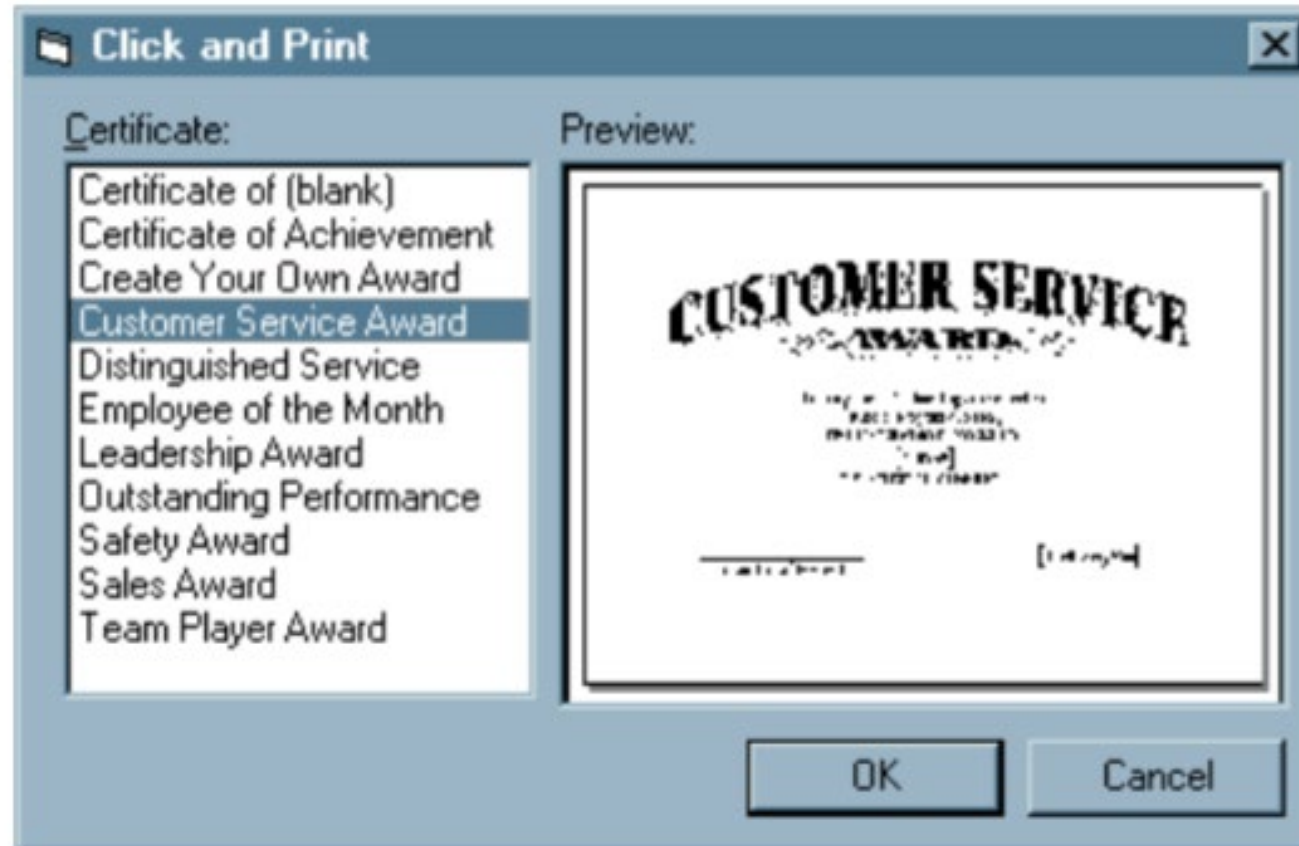 Click and Print
Certificate:
Certificate of (blank)
Certificate of Achievement
Create Your Own Award
Customer Service Award
Distinguished Service
Employee of the Month
Leadership Award
Outstanding Performance
Safety Award
Sales Award
Team Player Award
Preview:
CUSTOMER SERVICE
AWARD
OK
Cancel